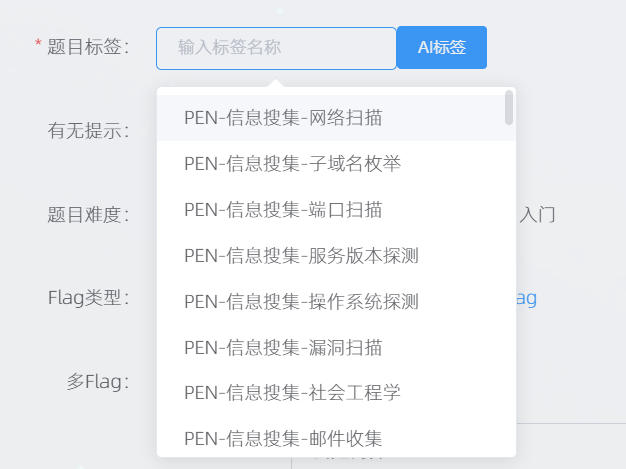 * 题目标签: 输入标签名称 AI标签
PEN-信息搜集-网络扫描
有无提示:
PEN-信息搜集-子域名枚举
题目难度: PEN-信息搜集-端口扫描 入门
PEN-信息搜集-服务版本探测
Flag类型: PEN-信息搜集-操作系统探测 ag
PEN-信息搜集-漏洞扫描
多Flag:
PEN-信息搜集-社会工程学
PEN-信息搜集-邮件收集